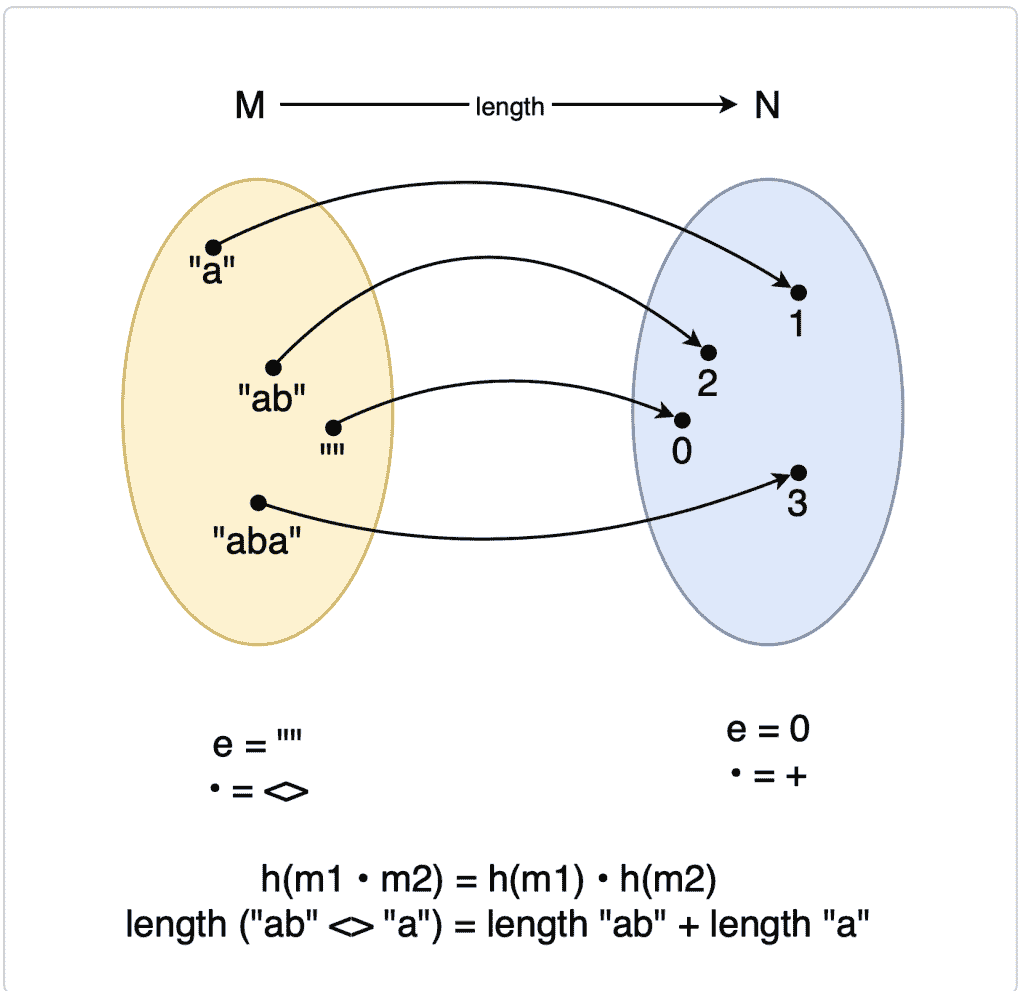 M length N
"a"
1
2
"ab"
""
0
3
"aba"
e = ""
e = 0
• = <>
• = +
h(m1 • m2) = h(m1) • h(m2)
length ("ab" <> "a") = length "ab" + length "a"